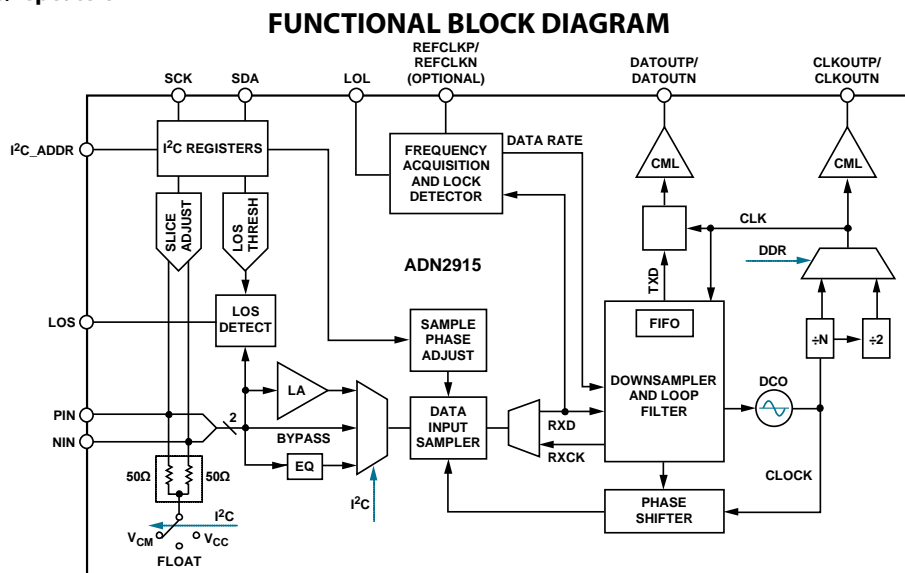 FUNCTIONAL BLOCK DIAGRAM
SCK
SDA
LOL
REFCLKP/
REFCLKN
(OPTIONAL)
DATOUTP/
DATOUTN
CLKOUTP/
CLKOUTN
I²C_ADDR
I²C REGISTERS
FREQUENCY
ACQUISITION
AND LOCK
DETECTOR
DATA RATE
CML
CML
SLICE
ADJUST
LOS
THRESH
CLK
DDR
ADN2915
TXD
LOS
LOS
DETECT
SAMPLE
PHASE
ADJUST
FIFO
÷N
÷2
LA
DOWNSAMPLER
AND LOOP
FILTER
DCO
PIN
NIN
2
BYPASS
DATA
INPUT
SAMPLER
RXD
RXCK
EQ
50Ω
50Ω
I²C
CLOCK
PHASE
SHIFTER
I²C
VCM
VCC
FLOAT